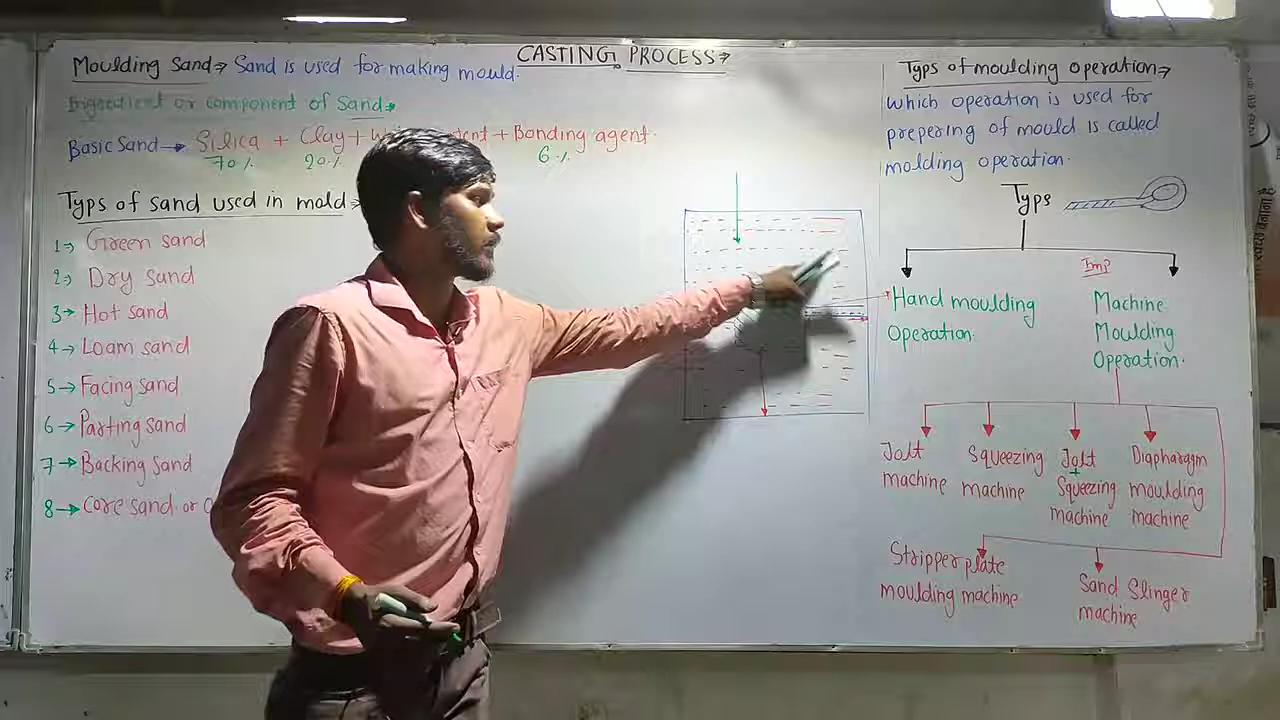 CASTING PROCESS→
Moulding Sand→ Sand is used for making mould.
Ingredient or component of Sand→
Basic Sand→ Silica + Clay + + Bonding agent.
70% 20% 6%
Typs of sand used in mold→
1→ Green sand
2→ Dry sand
3→ Hot sand
4→ Loam sand
5→ Facing sand
6→ Parting sand
7→ Backing sand
8→ Core sand or
Typs of moulding operation→
Which operation is used for
prepering of mould is called
molding operation.
Typs
Imp
Hand moulding
Operation.
Machine
Moulding
Operation.
Jolt
machine
Squeezing
machine
Jolt
+
Squeezing
machine
Diapharagm
moulding
machine
Stripper plate
moulding machine
Sand Slinger
machine